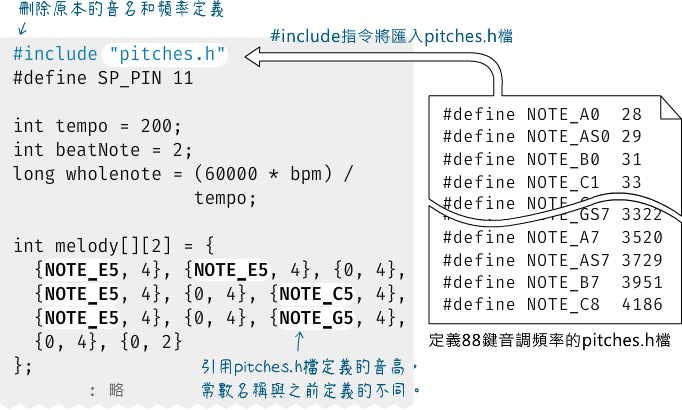 刪除原本的音名和頻率定義
#include "pitches.h"
#define SP_PIN 11
int tempo = 200;
int beatNote = 2;
long wholenote = (60000 * bpm) /
tempo;
int melody[][2] = {
{NOTE_E5, 4}, {NOTE_E5, 4}, {0, 4},
{NOTE_E5, 4}, {0, 4}, {NOTE_C5, 4},
{NOTE_E5, 4}, {0, 4}, {NOTE_G5, 4},
{0, 4}, {0, 2}
};
: 略
引用pitches.h檔定義的音高，
常數名稱與之前定義的不同。
#include指令將匯入pitches.h檔
#define NOTE_A0 28
#define NOTE_AS0 29
#define NOTE_B0 31
#define NOTE_C1 33
NOTE_GS7 3322
#define NOTE_A7 3520
#define NOTE_AS7 3729
#define NOTE_B7 3951
#define NOTE_C8 4186
定義88鍵音調頻率的pitches.h檔